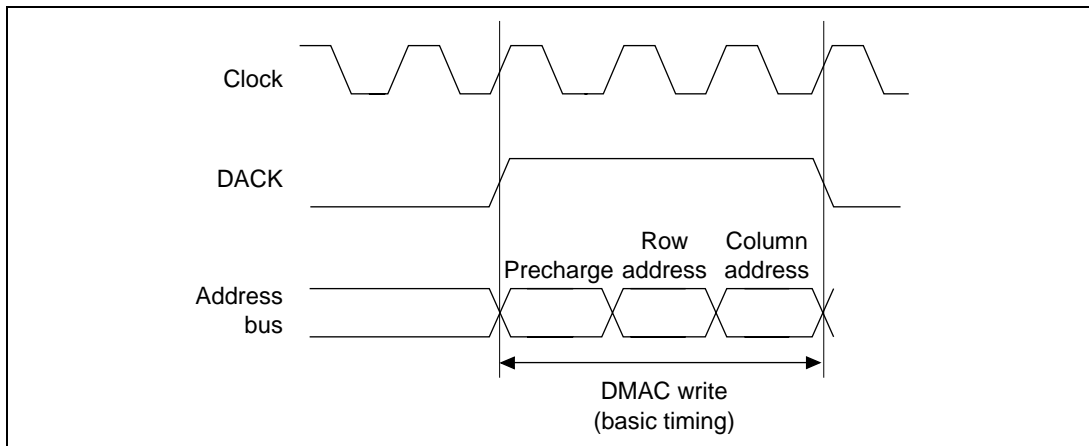 Clock
DACK
Row
Column
Precharge
address
address
Address
bus
DMAC write
(basic timing)